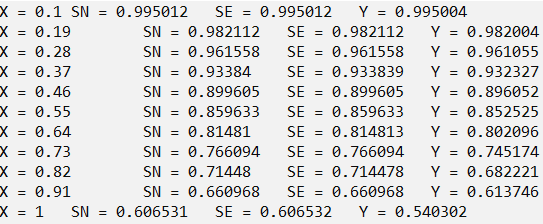 X = 0.1 SN = 0.995012 SE = 0.995012 Y = 0.995004
X = 0.19 SN = 0.982112 SE = 0.982112 Y = 0.982004
X = 0.28 SN = 0.961558 SE = 0.961558 Y = 0.961055
X = 0.37 SN = 0.93384 SE = 0.933839 Y = 0.932327
X = 0.46 SN = 0.899605 SE = 0.899605 Y = 0.896052
X = 0.55 SN = 0.859633 SE = 0.859633 Y = 0.852525
X = 0.64 SN = 0.81481 SE = 0.814813 Y = 0.802096
X = 0.73 SN = 0.766094 SE = 0.766094 Y = 0.745174
X = 0.82 SN = 0.71448 SE = 0.714478 Y = 0.682221
X = 0.91 SN = 0.660968 SE = 0.660968 Y = 0.613746
X = 1 SN = 0.606531 SE = 0.606532 Y = 0.540302